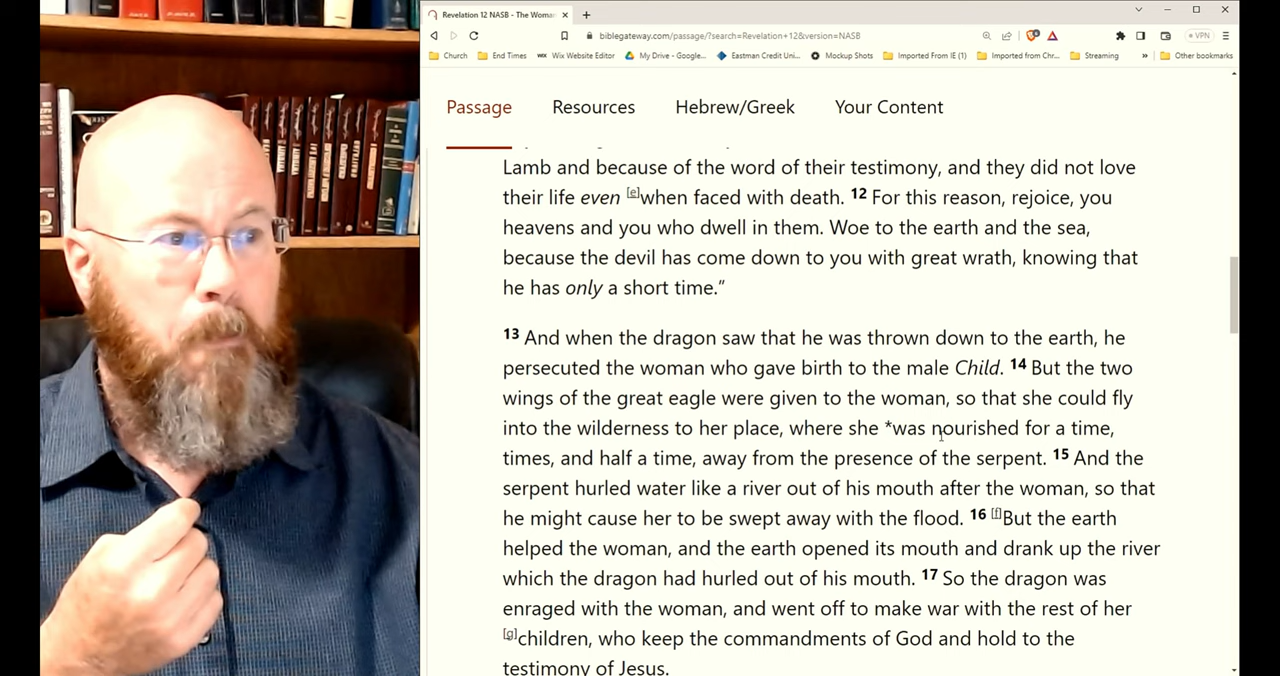 Revelation 12 NASB - The Woma
biblegateway.com/passage/?search=Revelation+12&version=NASB
VPN
Church
End Times
Wix Website Editor
My Drive - Google...
Eastman Credit Uni...
Mockup Shots
Imported From IE (1)
Imported from Chr...
Streaming
Other bookmarks
Passage
Resources
Hebrew/Greek
Your Content
Lamb and because of the word of their testimony, and they did not love
their life even [e]when faced with death. 12 For this reason, rejoice, you
heavens and you who dwell in them. Woe to the earth and the sea,
because the devil has come down to you with great wrath, knowing that
he has only a short time.”
13 And when the dragon saw that he was thrown down to the earth, he
persecuted the woman who gave birth to the male Child. 14 But the two
wings of the great eagle were given to the woman, so that she could fly
into the wilderness to her place, where she *was nourished for a time,
times, and half a time, away from the presence of the serpent. 15 And the
serpent hurled water like a river out of his mouth after the woman, so that
he might cause her to be swept away with the flood. 16 [f]But the earth
helped the woman, and the earth opened its mouth and drank up the river
which the dragon had hurled out of his mouth. 17 So the dragon was
enraged with the woman, and went off to make war with the rest of her
[g]children, who keep the commandments of God and hold to the
testimony of Jesus.